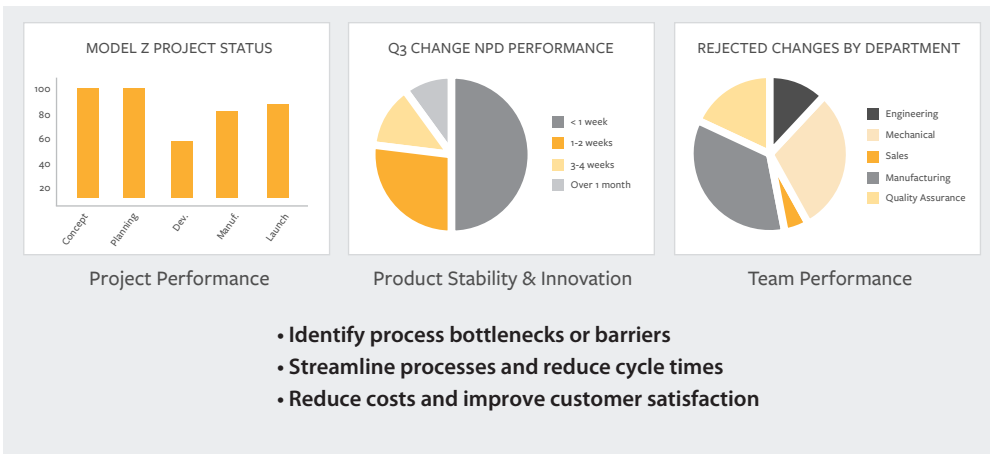 MODEL Z PROJECT STATUS
100
80
60
40
20
Concept
Planning
Dev.
Manuf.
Launch
Project Performance
Q3 CHANGE NPD PERFORMANCE
< 1 week
1-2 weeks
3-4 weeks
Over 1 month
Product Stability & Innovation
REJECTED CHANGES BY DEPARTMENT
Engineering
Mechanical
Sales
Manufacturing
Quality Assurance
Team Performance
• Identify process bottlenecks or barriers
• Streamline processes and reduce cycle times
• Reduce costs and improve customer satisfaction